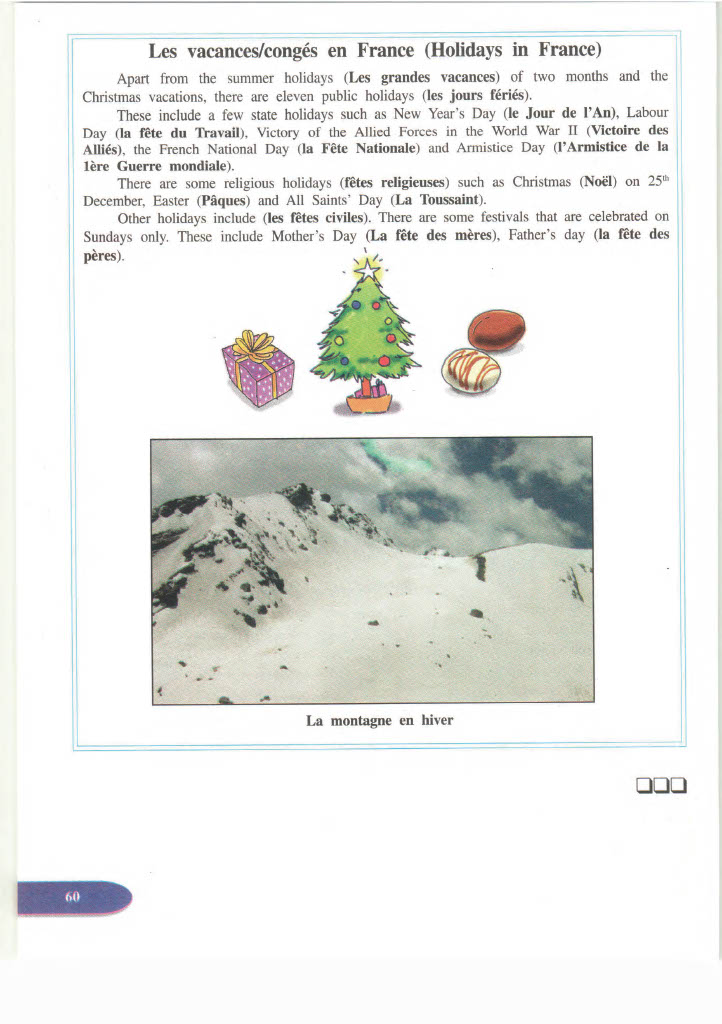 Les vacances/congés en France (Holidays in France)
Apart from the summer holidays (Les grandes vacances) of two months and the
Christmas vacations, there are eleven public holidays (les jours fériés).
These include a few state holidays such as New Year's Day (le Jour de l'An), Labour
Day (la fête du Travail), Victory of the Allied Forces in the World War II (Victoire des
Alliés), the French National Day (la Fête Nationale) and Armistice Day (l'Armistice de la
1ère Guerre mondiale).
There are some religious holidays (fêtes religieuses) such as Christmas (Noël) on 25th
December, Easter (Pâques) and All Saints' Day (La Toussaint).
Other holidays include (les fêtes civiles). There are some festivals that are celebrated on
Sundays only. These include Mother's Day (La fête des mères), Father's day (la fête des
pères).
La montagne en hiver
60